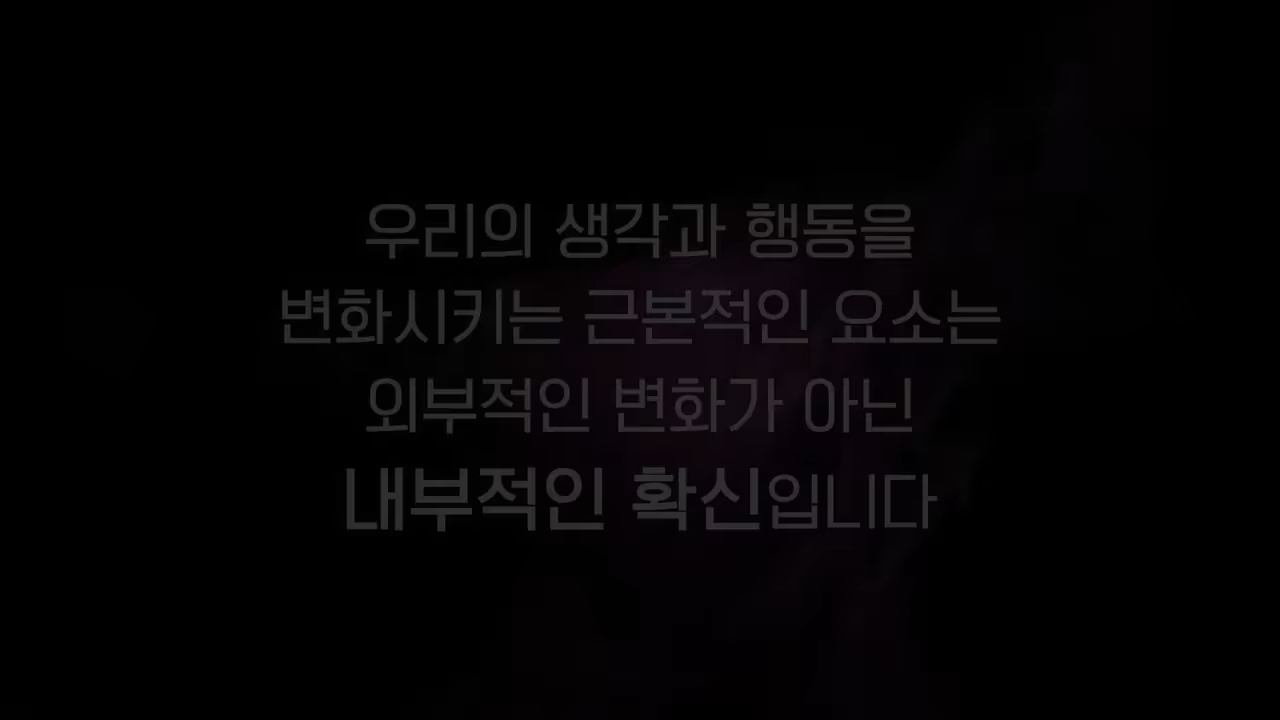 우리의 생각과 행동을
변화시키는 근본적인 요소는
외부적인 변화가 아닌
내부적인 확신입니다